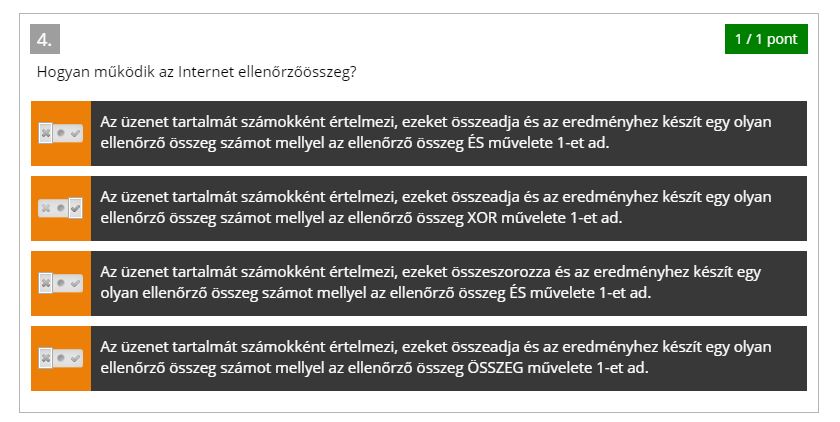 4.
1 / 1 pont
Hogyan működik az Internet ellenőrzőösszeg?
Az üzenet tartalmát számokként értelmezi, ezeket összeadja és az eredményhez készít egy olyan
ellenőrző összeg számot mellyel az ellenőrző összeg ÉS művelete 1-et ad.
Az üzenet tartalmát számokként értelmezi, ezeket összeadja és az eredményhez készít egy olyan
ellenőrző összeg számot mellyel az ellenőrző összeg XOR művelete 1-et ad.
Az üzenet tartalmát számokként értelmezi, ezeket összeszorozza és az eredményhez készít egy
olyan ellenőrző összeg számot mellyel az ellenőrző összeg ÉS művelete 1-et ad.
Az üzenet tartalmát számokként értelmezi, ezeket összeadja és az eredményhez készít egy olyan
ellenőrző összeg számot mellyel az ellenőrző összeg ÖSSZEG művelete 1-et ad.